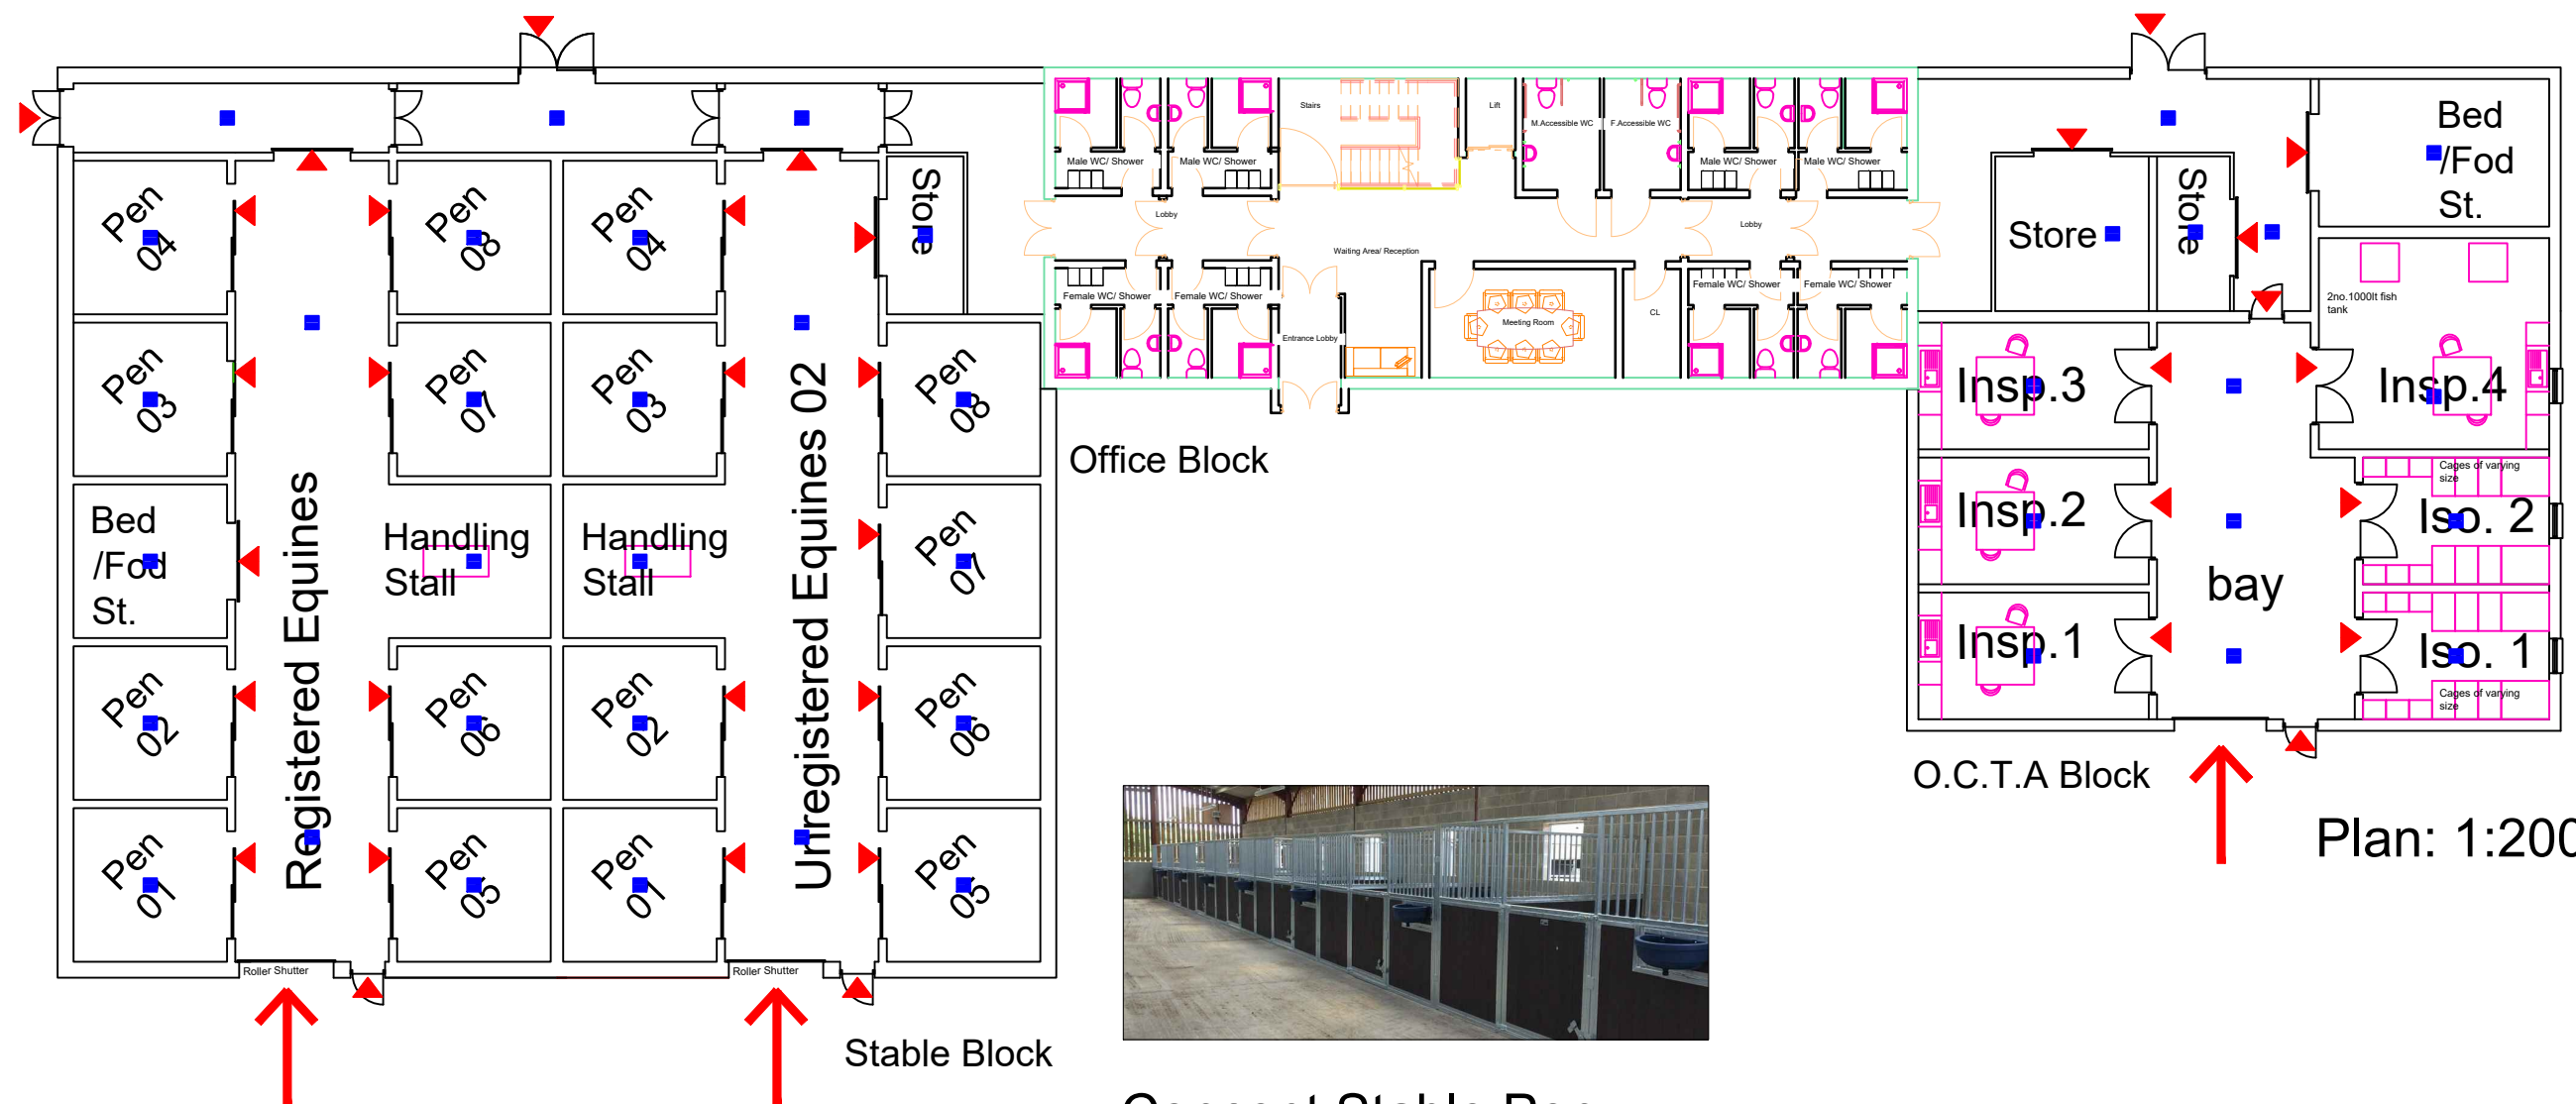 Stairs
Lift
M.Accessible WC
F.Accessible WC
Male WC/ Shower
Male WC/ Shower
Male WC/ Shower
Male WC/ Shower
Bed
/Fod
St.
Pen
04
Pen
08
Pen
04
Store
Lobby
Lobby
Waiting Area/ Reception
Store
Store
Female WC/ Shower
Female WC/ Shower
Female WC/ Shower
Female WC/ Shower
2no.1000lt fish
tank
Entrance Lobby
Meeting Room
CL
Pen
03
Pen
07
Pen
03
Pen
08
Insp.3
Insp.4
Office Block
Cages of varying
size
Bed
/Fod
St.
Registered Equines
Handling
Stall
Handling
Stall
Unregistered Equines 02
Pen
07
Insp.2
Iso. 2
bay
Insp.1
Iso. 1
Cages of varying
size
Pen
02
Pen
06
Pen
02
Pen
06
O.C.T.A Block
Plan: 1:200
Pen
01
Pen
05
Pen
01
Pen
05
Roller Shutter
Roller Shutter
Stable Block